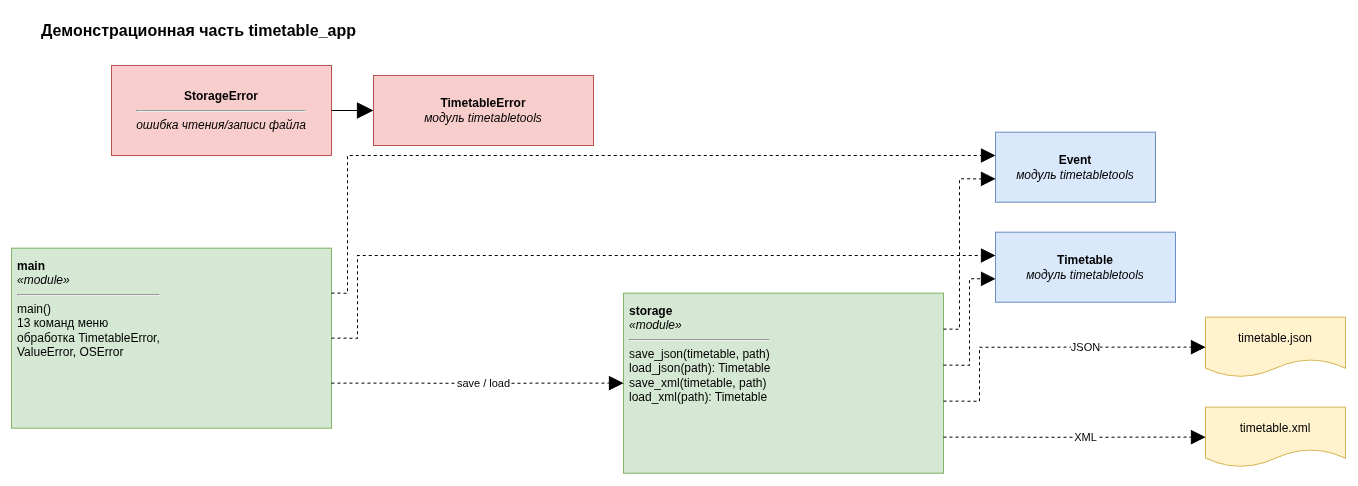 Демонстрационная часть timetable_app
StorageError
ошибка чтения/записи файла
TimetableError
модуль timetabletools
Event
модуль timetabletools
Timetable
модуль timetabletools
main
«module»
main()
13 команд меню
обработка TimetableError,
ValueError, OSError
save / load
storage
«module»
save_json(timetable, path)
load_json(path): Timetable
save_xml(timetable, path)
load_xml(path): Timetable
JSON
timetable.json
XML
timetable.xml